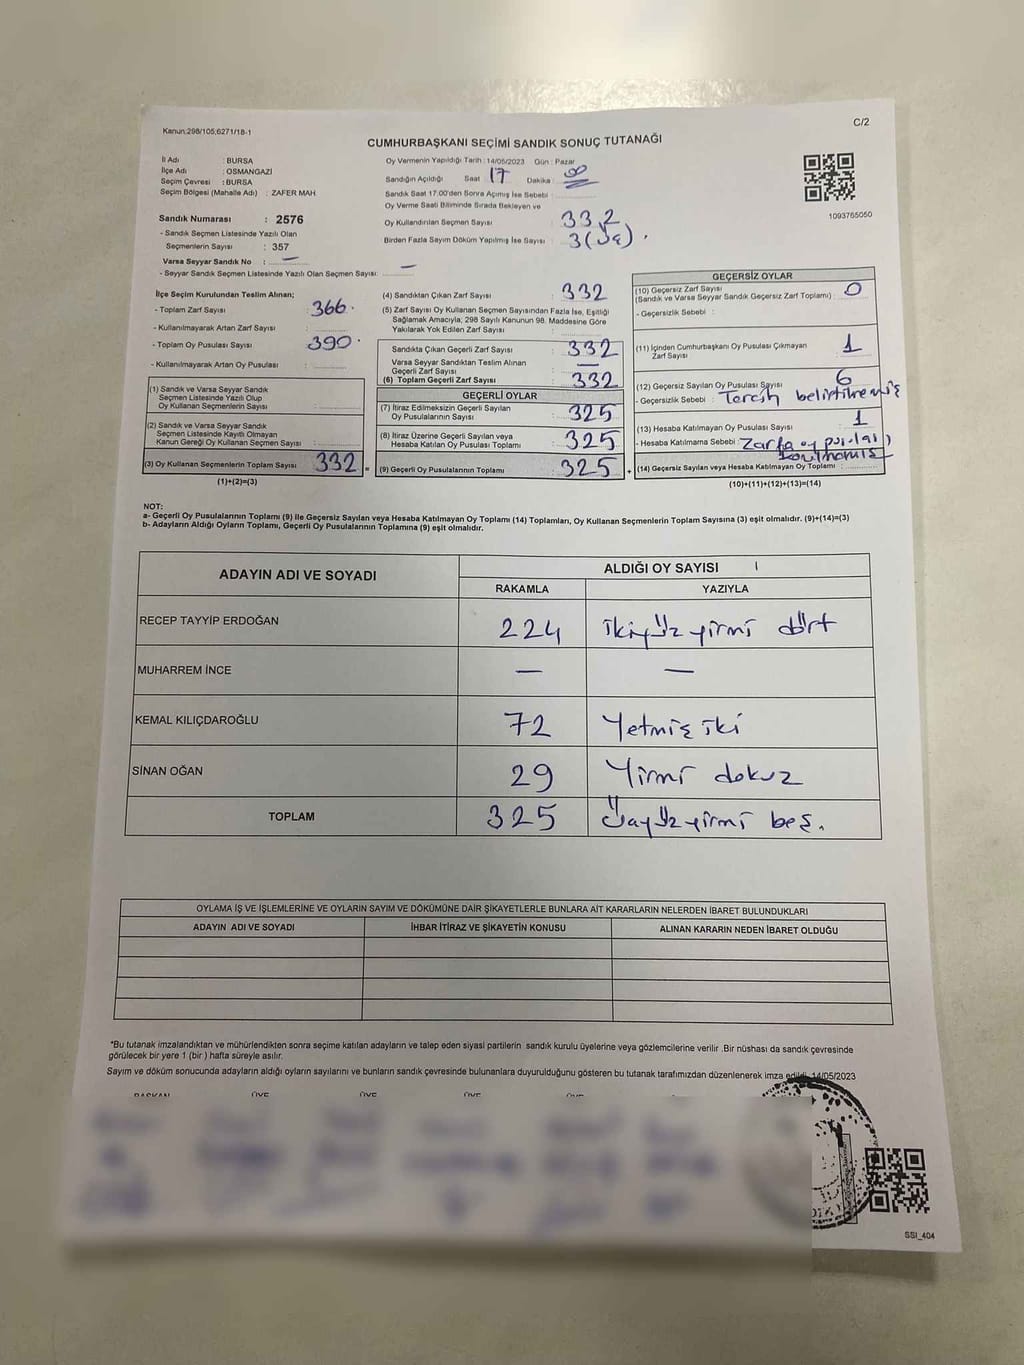 Kanun:298/105,6271/18-1
C/2
CUMHURBAŞKANI SEÇİMİ SANDIK SONUÇ TUTANAĞI
İl Adı : BURSA
İlçe Adı : OSMANGAZİ
Seçim Çevresi : BURSA
Seçim Bölgesi (Mahalle Adı) : ZAFER MAH.
Sandık Numarası : 2576
- Sandık Seçmen Listesinde Yazılı Olan
Seçmenlerin Sayısı : 357
Varsa Seyyar Sandık No : —
- Seyyar Sandık Seçmen Listesinde Yazılı Olan Seçmen Sayısı: —
Oy Vermenin Yapıldığı Tarih : 14/05/2023 Gün : Pazar
Sandığın Açıldığı Saat : 17 Dakika : 00
Sandık Saat 17.00'den Sonra Açmış İse Sebebi :
Oy Verme Saati Bitiminde Sırada Bekleyen ve
Oy Kullandırılan Seçmen Sayısı : 332
Birden Fazla Sayım Döküm Yapılmış İse Sayısı : 3 (Üç).
1093765050
İlçe Seçim Kurulundan Teslim Alınan;
- Toplam Zarf Sayısı : 366.
- Kullanılmayarak Artan Zarf Sayısı :
- Toplam Oy Pusulası Sayısı : 390.
- Kullanılmayarak Artan Oy Pusulası :
(1) Sandık ve Varsa Seyyar Sandık
Seçmen Listesinde Yazılı Olup
Oy Kullanan Seçmenlerin Sayısı :
(2) Sandık ve Varsa Seyyar Sandık
Seçmen Listesinde Kayıtlı Olmayan
Kanun Gereği Oy Kullanan Seçmen Sayısı :
(3) Oy Kullanan Seçmenlerin Toplam Sayısı : 332 =
(1)+(2)=(3)
(4) Sandıktan Çıkan Zarf Sayısı : 332
(5) Zarf Sayısı Oy Kullanan Seçmen Sayısından Fazla İse, Eşitliği
Sağlamak Amacıyla; 298 Sayılı Kanunun 98. Maddesine Göre
Yakılarak Yok Edilen Zarf Sayısı :
Sandıkta Çıkan Geçerli Zarf Sayısı : 332
Varsa Seyyar Sandıktan Teslim Alınan
Geçerli Zarf Sayısı : —
(6) Toplam Geçerli Zarf Sayısı : 332
GEÇERLİ OYLAR
(7) İtiraz Edilmeksizin Geçerli Sayılan
Oy Pusulalarının Sayısı : 325
(8) İtiraz Üzerine Geçerli Sayılan veya
Hesaba Katılan Oy Pusulası Toplamı : 325
(9) Geçerli Oy Pusulalarının Toplamı : 325 +
GEÇERSİZ OYLAR
(10) Geçersiz Zarf Sayısı
(Sandık ve Varsa Seyyar Sandık Geçersiz Zarf Toplamı) : 0
- Geçersizlik Sebebi :
(11) İçinden Cumhurbaşkanı Oy Pusulası Çıkmayan
Zarf Sayısı : 1
(12) Geçersiz Sayılan Oy Pusulası Sayısı : 6
- Geçersizlik Sebebi : Tercih belirtilmemiş
(13) Hesaba Katılmayan Oy Pusulası Sayısı : 1
- Hesaba Katılmama Sebebi : Zarfa oy pusulası
konulmamış
(14) Geçersiz Sayılan veya Hesaba Katılmayan Oy Toplamı :
(10)+(11)+(12)+(13)=(14)
NOT:
a- Geçerli Oy Pusulalarının Toplamı (9) ile Geçersiz Sayılan veya Hesaba Katılmayan Oy Toplamı (14) Toplamları, Oy Kullanan Seçmenlerin Toplam Sayısına (3) eşit olmalıdır. (9)+(14)=(3)
b- Adayların Aldığı Oyların Toplamı, Geçerli Oy Pusulalarının Toplamına (9) eşit olmalıdır.
ADAYIN ADI VE SOYADI ALDIĞI OY SAYISI
RAKAMLA YAZIYLA
RECEP TAYYİP ERDOĞAN 224 ikiyüz yirmi dört
MUHARREM İNCE — —
KEMAL KILIÇDAROĞLU 72 Yetmiş iki
SİNAN OĞAN 29 Yirmi dokuz
TOPLAM 325 Üçyüz yirmi beş.
OYLAMA İŞ VE İŞLEMLERİNE VE OYLARIN SAYIM VE DÖKÜMÜNE DAİR ŞİKAYETLERLE BUNLARA AİT KARARLARIN NELERDEN İBARET BULUNDUKLARI
ADAYIN ADI VE SOYADI İHBAR İTİRAZ VE ŞİKAYETİN KONUSU ALINAN KARARIN NEDEN İBARET OLDUĞU
*Bu tutanak imzalandıktan ve mühürlendikten sonra seçime katılan adayların ve talep eden siyasi partilerin sandık kurulu üyelerine veya gözlemcilerine verilir .Bir nüshası da sandık çevresinde
görülecek bir yere 1 (bir ) hafta süreyle asılır.
Sayım ve döküm sonucunda adayların aldığı oyların sayılarını ve bunların sandık çevresinde bulunanlara duyurulduğunu gösteren bu tutanak tarafımızdan düzenlenerek imza edildi. 14/05/2023
BAŞKAN ÜYE ÜYE ÜYE ÜYE
SSI_404